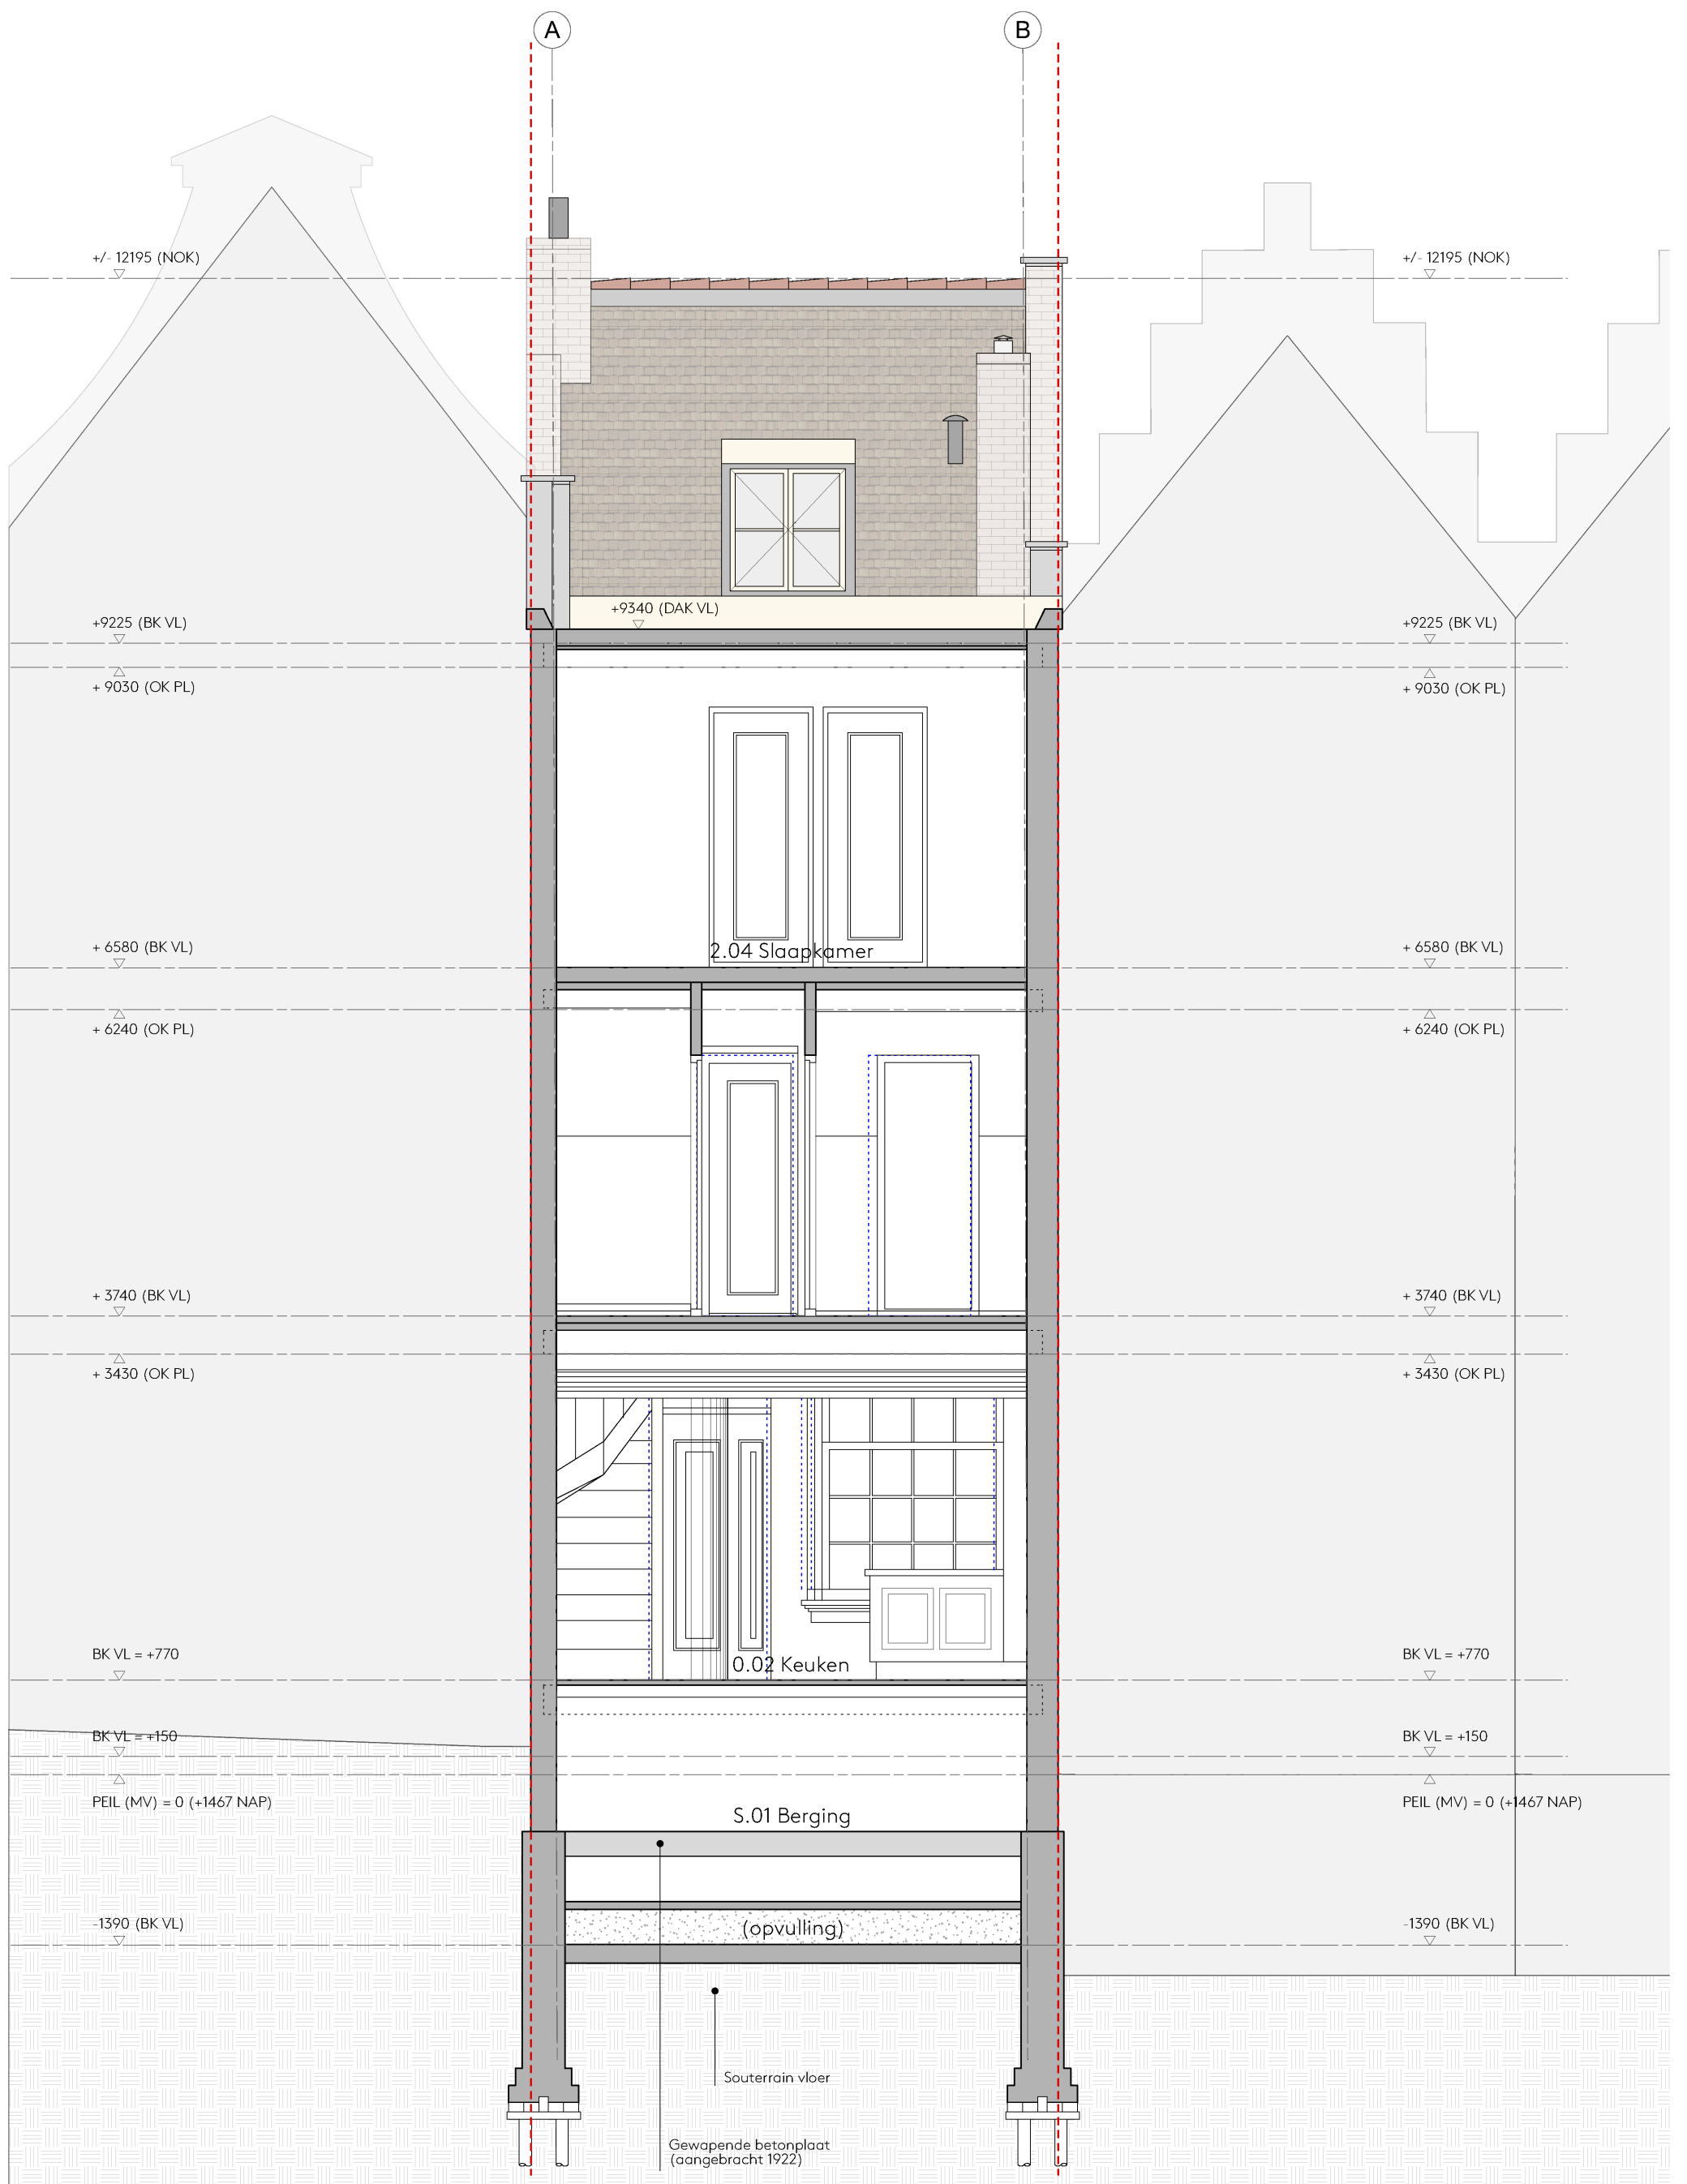 A
B
+/- 12195 (NOK)
+/- 12195 (NOK)
+9340 (DAK VL)
+9225 (BK VL)
+9225 (BK VL)
+ 9030 (OK PL)
+ 9030 (OK PL)
2.04 Slaapkamer
+ 6580 (BK VL)
+ 6580 (BK VL)
+ 6240 (OK PL)
+ 6240 (OK PL)
+ 3740 (BK VL)
+ 3740 (BK VL)
+ 3430 (OK PL)
+ 3430 (OK PL)
BK VL = +770
0.02 Keuken
BK VL = +770
BK VL = +150
BK VL = +150
PEIL (MV) = 0 (+1467 NAP)
PEIL (MV) = 0 (+1467 NAP)
S.01 Berging
-1390 (BK VL)
(opvulling)
-1390 (BK VL)
Souterrain vloer
Gewapende betonplaat
(aangebracht 1922)